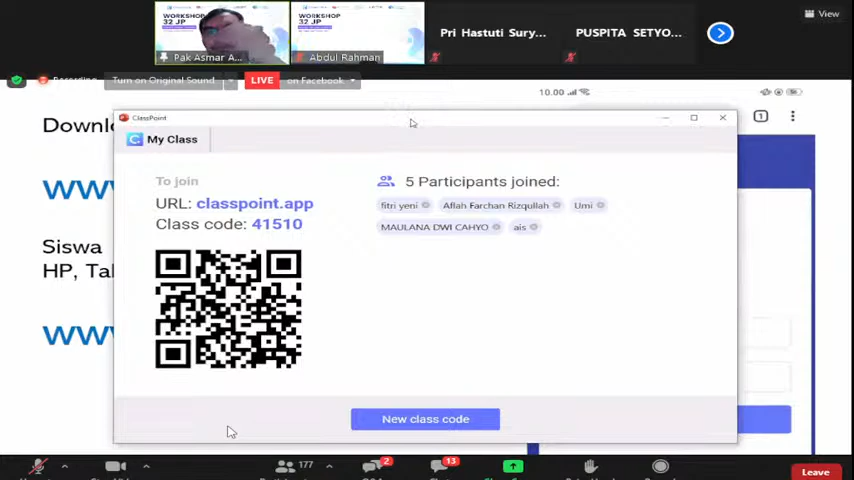 WORKSHOP
32 JP
WORKSHOP
32 JP
Pri Hastuti Sury...
PUSPITA SETYO...
View
Pak Asmar A...
Abdul Rahman
Recording
Turn on Original Sound
LIVE
on Facebook
10.00
Downl
ClassPoint
1
My Class
To join
5 Participants joined:
URL: classpoint.app
fitri yeni
Aflah Farchan Rizqullah
Umi
Class code: 41510
MAULANA DWI CAHYO
ais
www
Siswa
HP, Tal
www
New class code
177
2
13
Leave